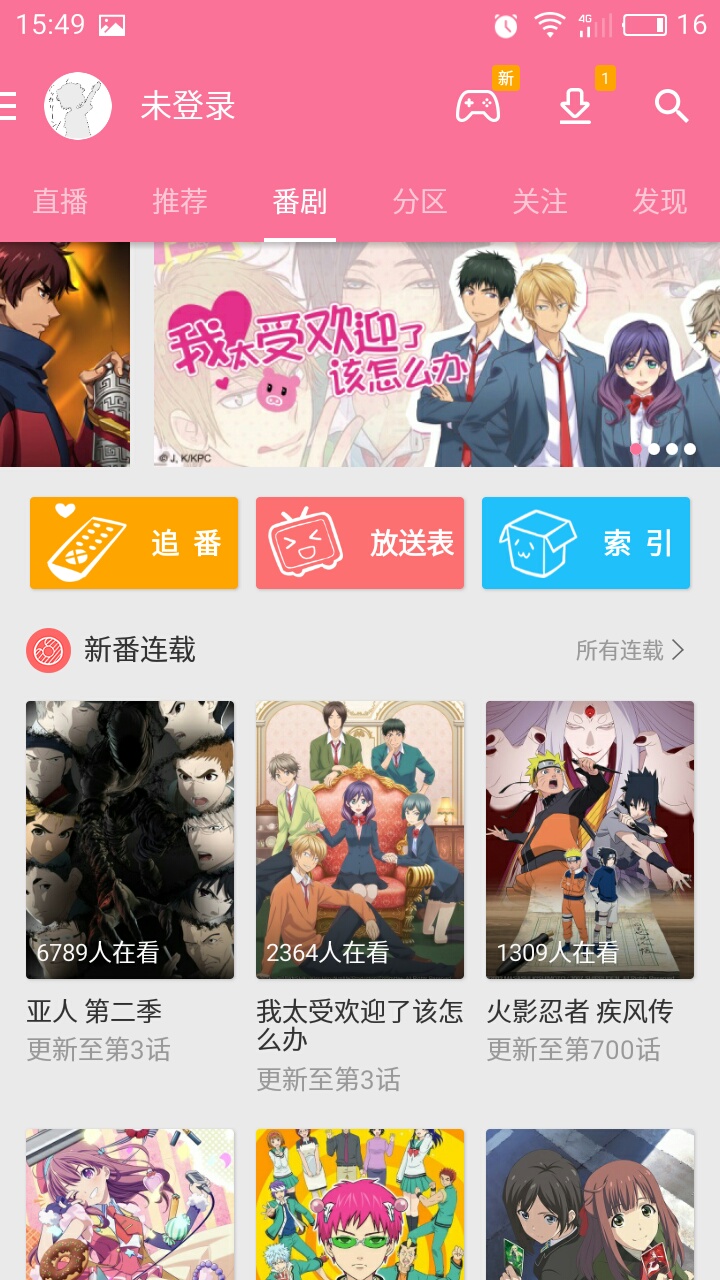 15:49
4G
16
未登录
新
1
直播
推荐
番剧
分区
关注
发现
我太受欢迎了
该怎么办
© J, K/KPC
追 番
放送表
索 引
新番连载
所有连载
6789人在看
2364人在看
1309人在看
亚人 第二季
更新至第3话
我太受欢迎了该怎
么办
更新至第3话
火影忍者 疾风传
更新至第700话